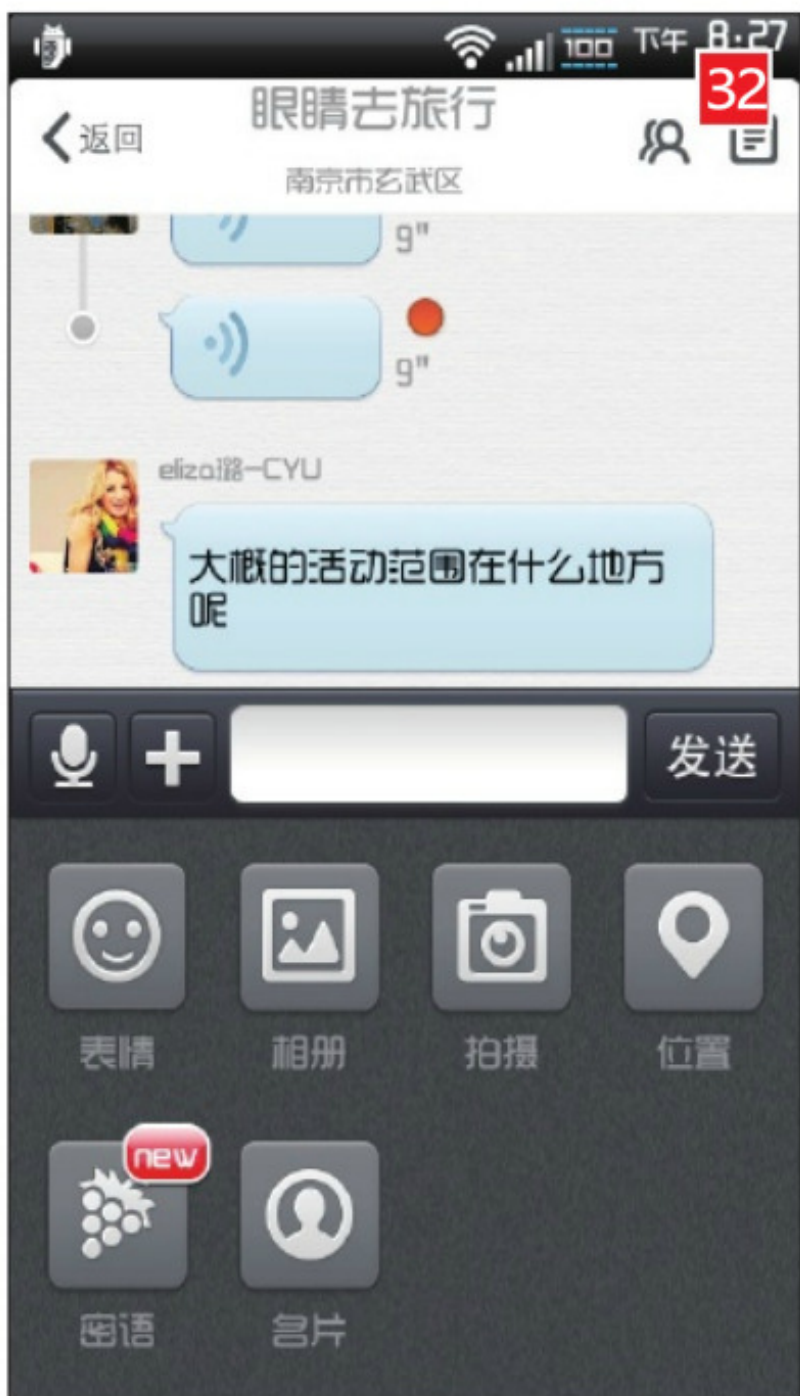 100 下午 8:27
32
返回
眼睛去旅行
南京市玄武区
9"
9"
eliza璐-CYU
大概的活动范围在什么地方
呢
发送
表情 相册 拍摄 位置
new
密语 名片